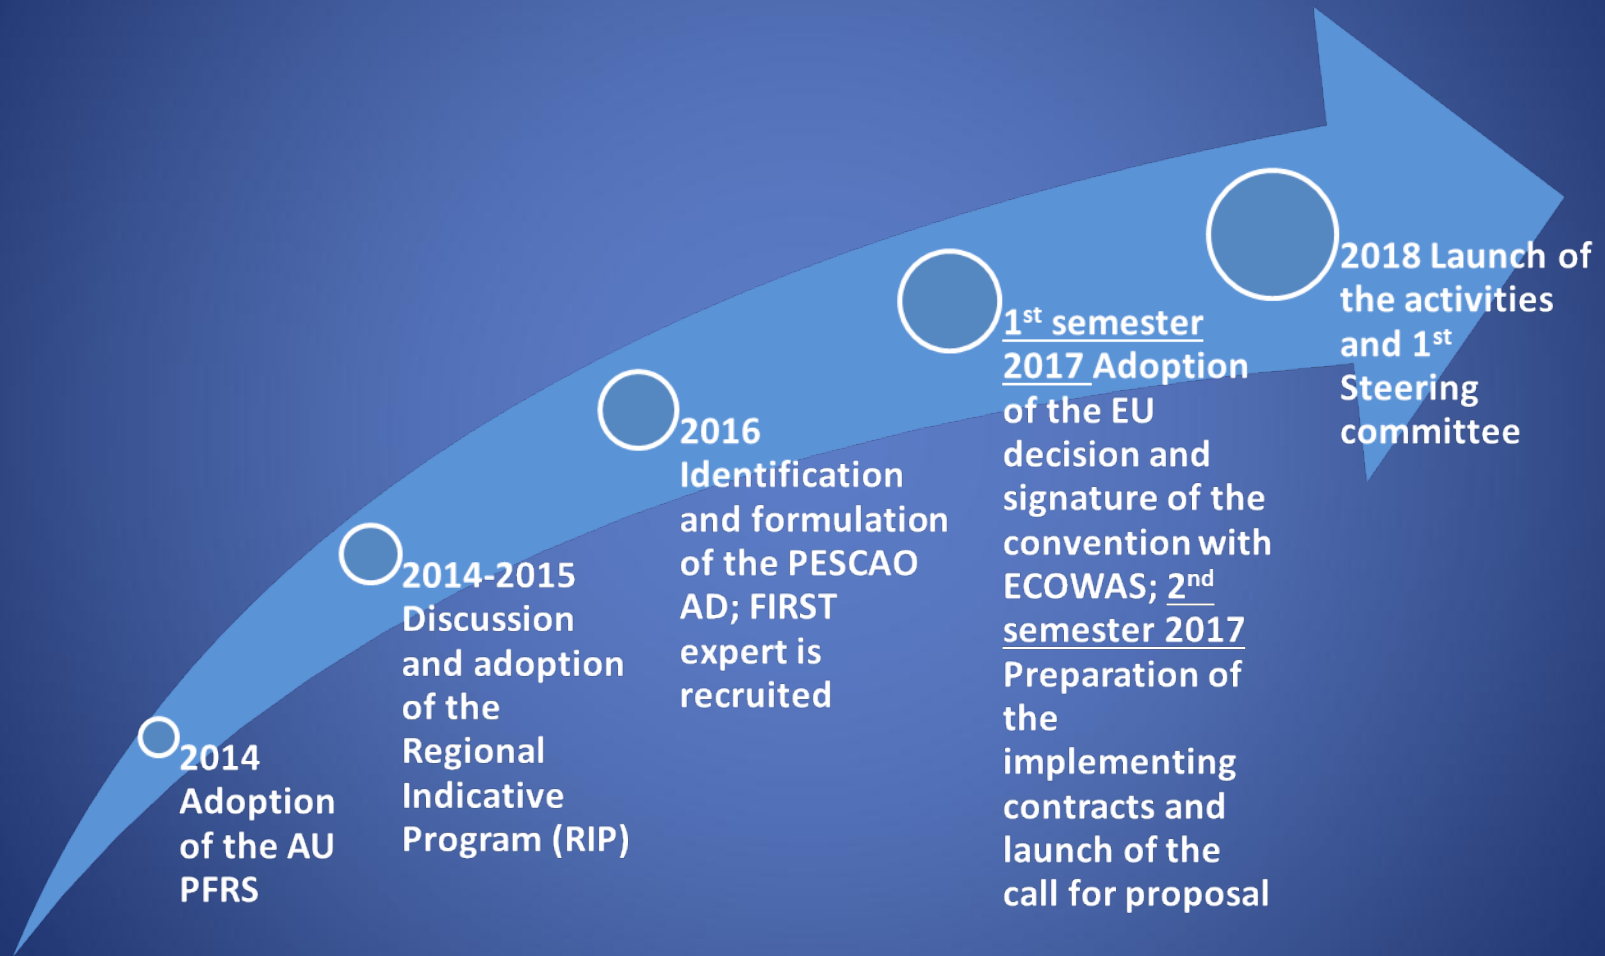 2014
Adoption
of the AU
PFRS
2014-2015
Discussion
and adoption
of the
Regional
Indicative
Program (RIP)
2016
Identification
and formulation
of the PESCAO
AD; FIRST
expert is
recruited
1st semester
2017 Adoption
of the EU
decision and
signature of the
convention with
ECOWAS; 2nd
semester 2017
Preparation of
the
implementing
contracts and
launch of the
call for proposal
2018 Launch of
the activities
and 1st
Steering
committee